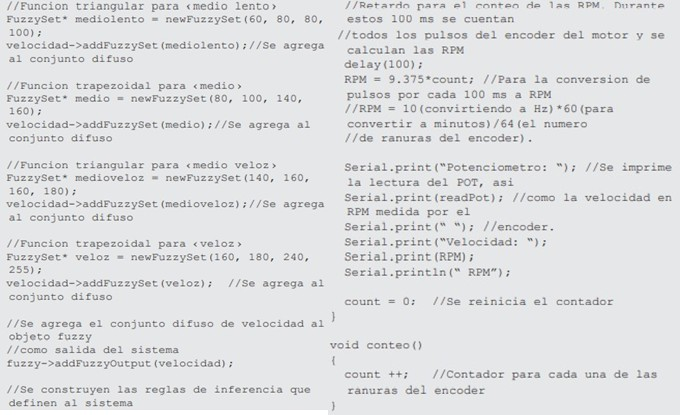 //Funcion triangular para ‹medio lento›
FuzzySet* mediolento = newFuzzySet(60, 80, 80,
100);
velocidad->addFuzzySet(mediolento);//Se agrega
al conjunto difuso
//Funcion trapezoidal para ‹medio›
FuzzySet* medio = newFuzzySet(80, 100, 140,
160);
velocidad->addFuzzySet(medio);//Se agrega al
conjunto difuso
//Funcion triangular para ‹medio veloz›
FuzzySet* medioveloz = newFuzzySet(140, 160,
160, 180);
velocidad->addFuzzySet(medioveloz);//Se agrega
al conjunto difuso
//Funcion trapezoidal para ‹veloz›
FuzzySet* veloz = newFuzzySet(160, 180, 240,
255);
velocidad->addFuzzySet(veloz);  //Se agrega al
conjunto difuso
//Se agrega el conjunto difuso de velocidad al
objeto fuzzy
//como salida del sistema
fuzzy->addFuzzyOutput(velocidad);
//Se construyen las reglas de inferencia que
definen al sistema
//Retardo para el conteo de las RPM. Durante
estos 100 ms se cuentan
//todos los pulsos del encoder del motor y se
calculan las RPM
delay(100);
RPM = 9.375*count; //Para la conversion de
pulsos por cada 100 ms a RPM
//RPM = 10(convirtiendo a Hz)*60(para
convertir a minutos)/64(el numero
//de ranuras del encoder).
Serial.print(“Potenciometro: “); //Se imprime
la lectura del POT, asi
Serial.print(readPot); //como la velocidad en
RPM medida por el
Serial.print(“ “); //encoder.
Serial.print(“Velocidad: “);
Serial.print(RPM);
Serial.println(“ RPM”);
count = 0;  //Se reinicia el contador
}
void conteo()
{
count ++;   //Contador para cada una de las
ranuras del encoder
}